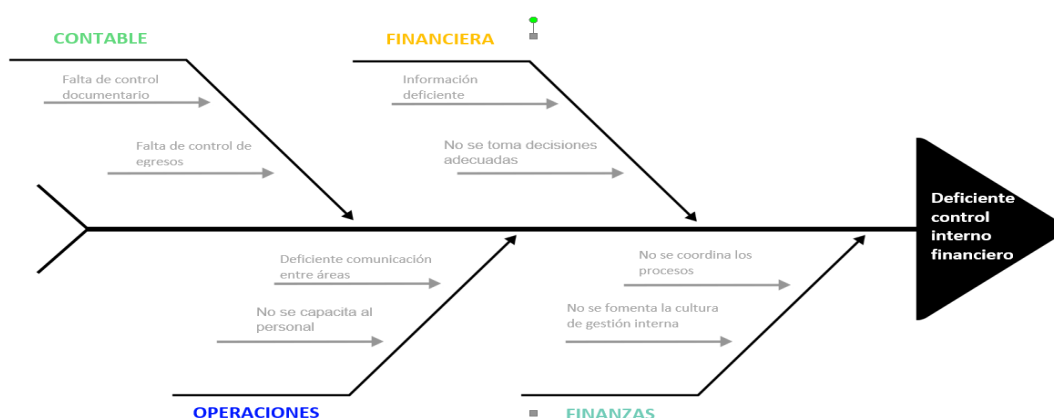 CONTABLE
FINANCIERA
Falta de control
documentario
Información
deficiente
Falta de control de
egresos
No se toma decisiones
adecuadas
Deficiente
control
interno
financiero
Deficiente comunicación
entre áreas
No se coordina los
procesos
No se capacita al
personal
No se fomenta la cultura
de gestión interna
OPERACIONES
FINANZAS